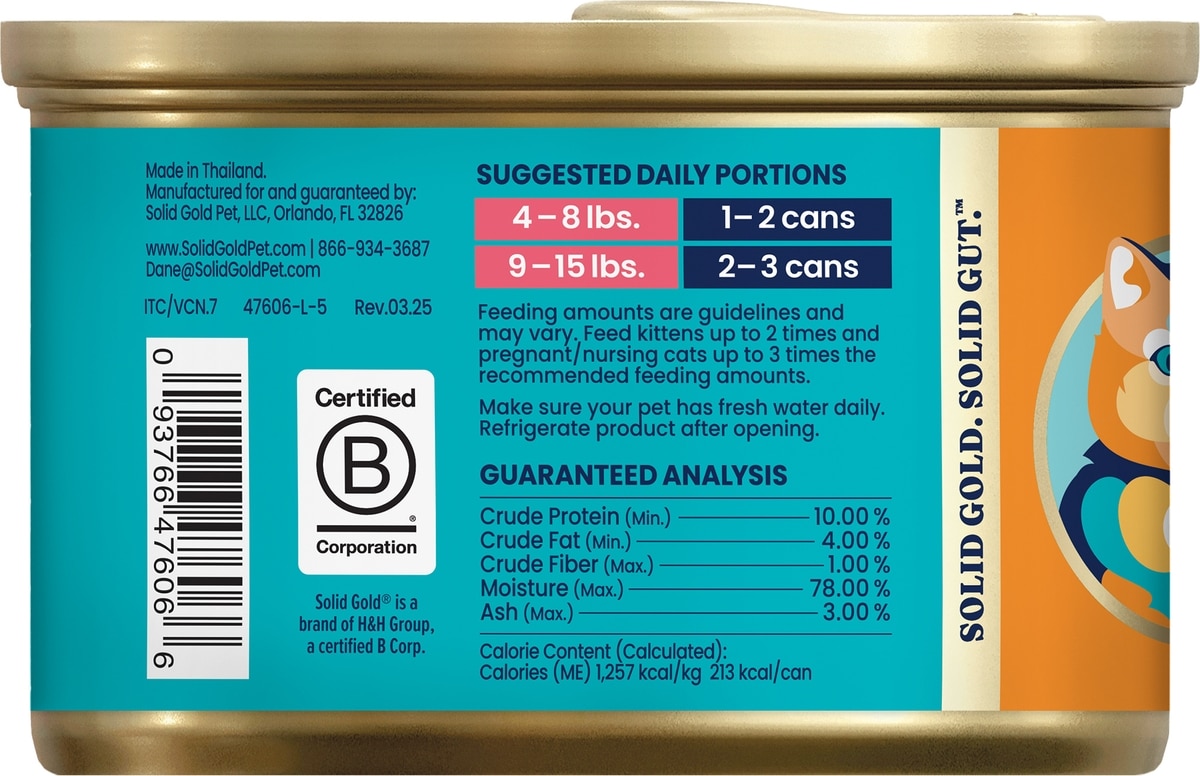 Made in Thailand.
Manufactured for and guaranteed by:
Solid Gold Pet, LLC, Orlando, FL 32826
www.SolidGoldPet.com | 866-934-3687
Dane@SolidGoldPet.com
ITC/VCN.7 47606-L-5 Rev.03.25
0 93766 47606 6
Certified
B
®
Corporation
Solid Gold® is a
brand of H&H Group,
a certified B Corp.
SUGGESTED DAILY PORTIONS
4–8 lbs. 1–2 cans
9–15 lbs. 2–3 cans
Feeding amounts are guidelines and
may vary. Feed kittens up to 2 times and
pregnant/nursing cats up to 3 times the
recommended feeding amounts.
Make sure your pet has fresh water daily.
Refrigerate product after opening.
GUARANTEED ANALYSIS
Crude Protein (Min.) 10.00 %
Crude Fat (Min.) 4.00 %
Crude Fiber (Max.) 1.00 %
Moisture (Max.) 78.00 %
Ash (Max.) 3.00 %
Calorie Content (Calculated):
Calories (ME) 1,257 kcal/kg 213 kcal/can
SOLID GOLD. SOLID GUT.™